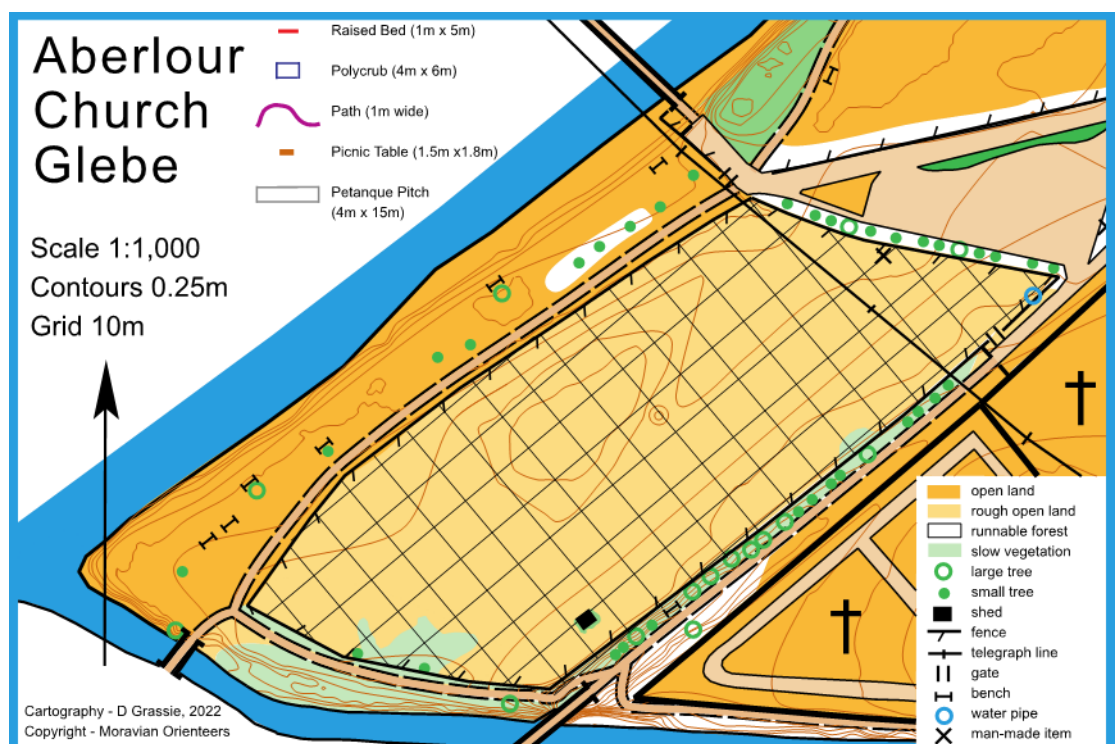 Aberlour
Church
Glebe
Scale 1:1,000
Contours 0.25m
Grid 10m
Raised Bed (1m x 5m)
Polycrub (4m x 6m)
Path (1m wide)
Picnic Table (1.5m x1.8m)
Petanque Pitch
(4m x 15m)
open land
rough open land
runnable forest
slow vegetation
large tree
small tree
shed
fence
telegraph line
gate
bench
water pipe
man-made item
Cartography - D Grassie, 2022
Copyright - Moravian Orienteers